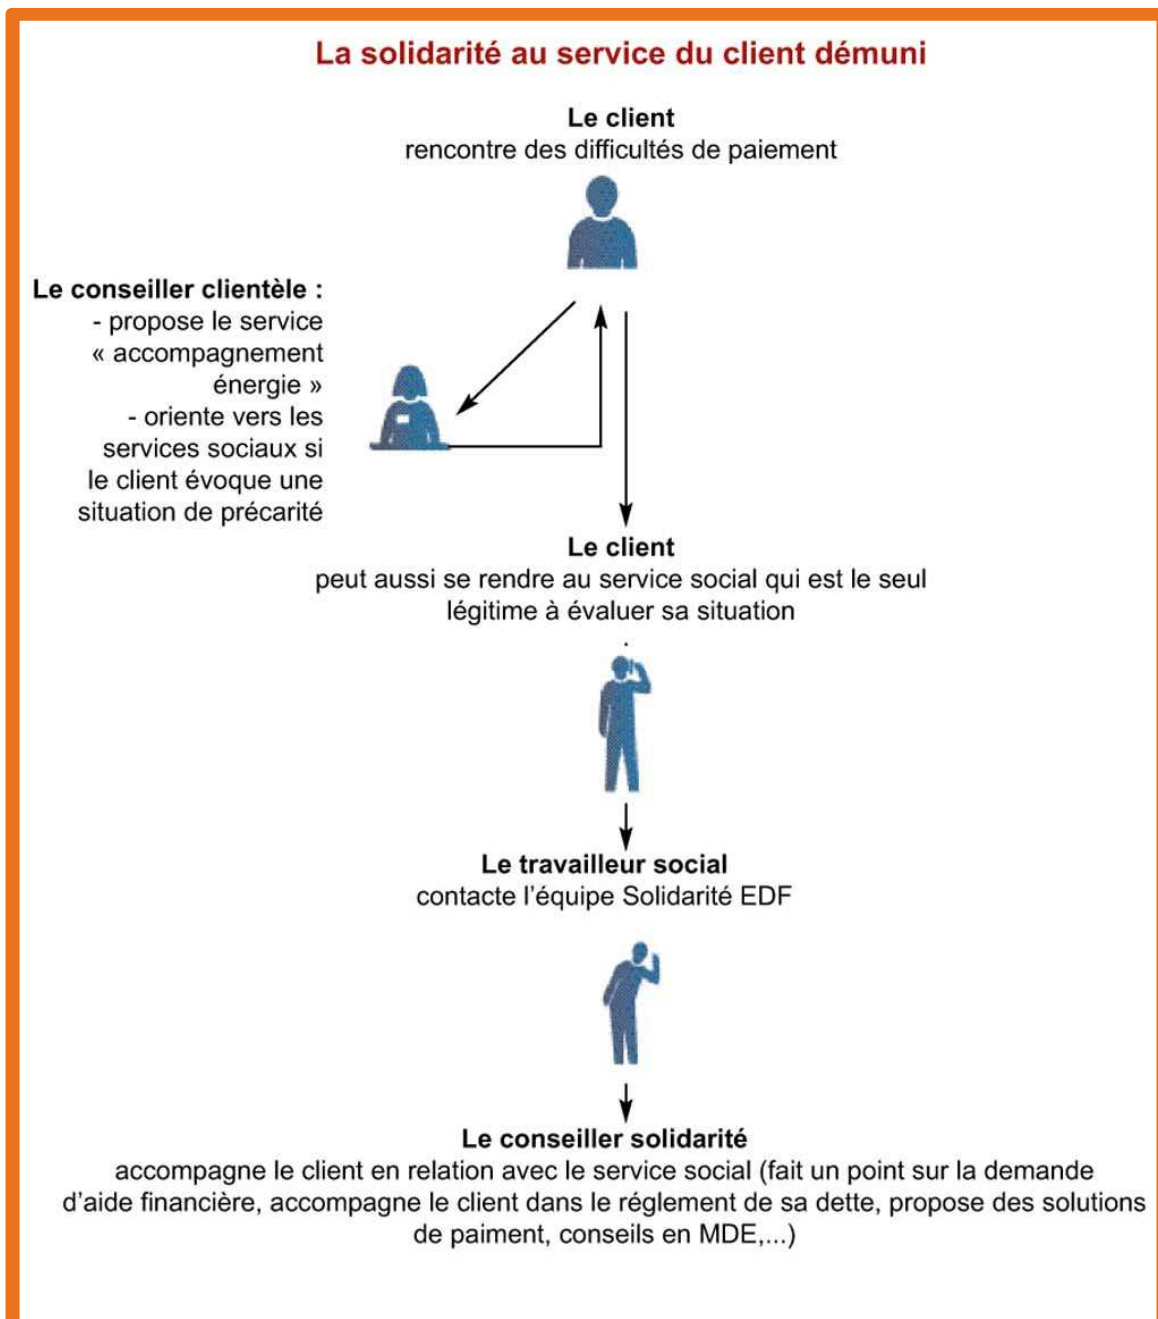 La solidarité au service du client démuni
Le client
rencontre des difficultés de paiement
Le conseiller clientèle :
- propose le service
« accompagnement
énergie »
- oriente vers les
services sociaux si
le client évoque une
situation de précarité
Le client
peut aussi se rendre au service social qui est le seul
légitime à évaluer sa situation
.
Le travailleur social
contacte l'équipe Solidarité EDF
Le conseiller solidarité
accompagne le client en relation avec le service social (fait un point sur la demande
d'aide financière, accompagne le client dans le réglement de sa dette, propose des solutions
de paiment, conseils en MDE,...)